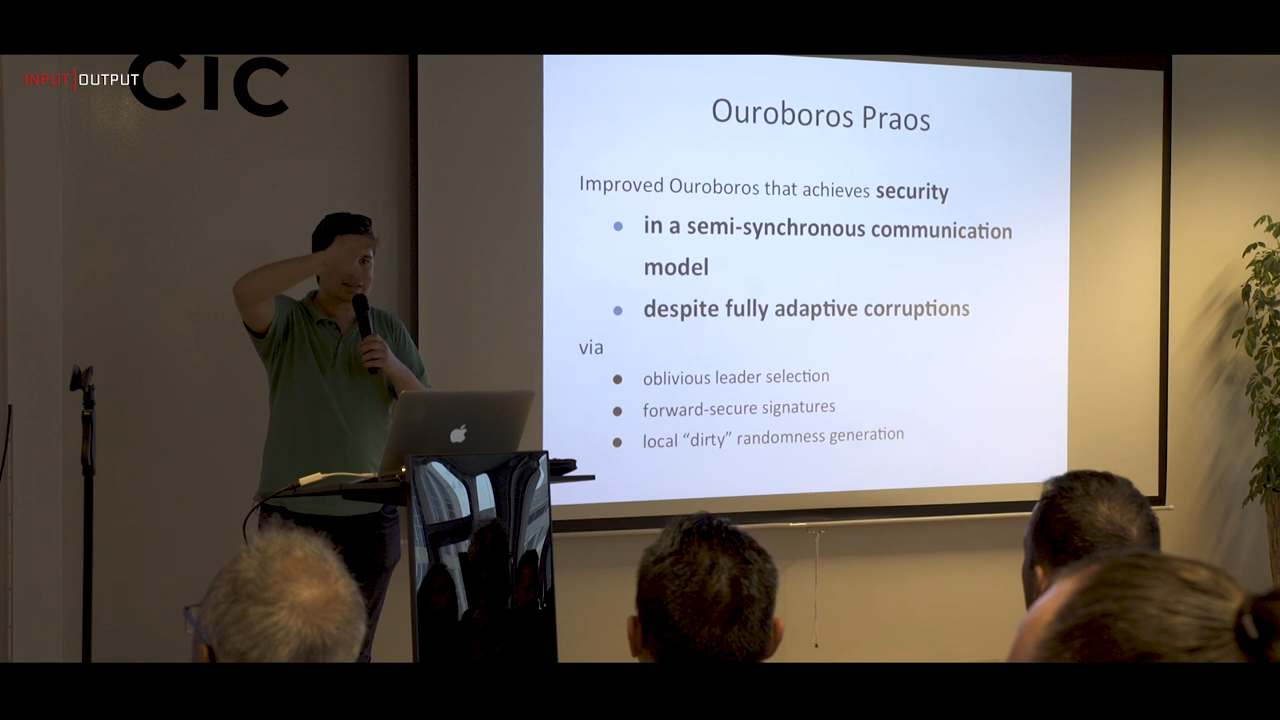 INPUT|OUTPUT
CIC
Ouroboros Praos
Improved Ouroboros that achieves security
• in a semi-synchronous communication
model
• despite fully adaptive corruptions
via
• oblivious leader selection
• forward-secure signatures
• local “dirty” randomness generation